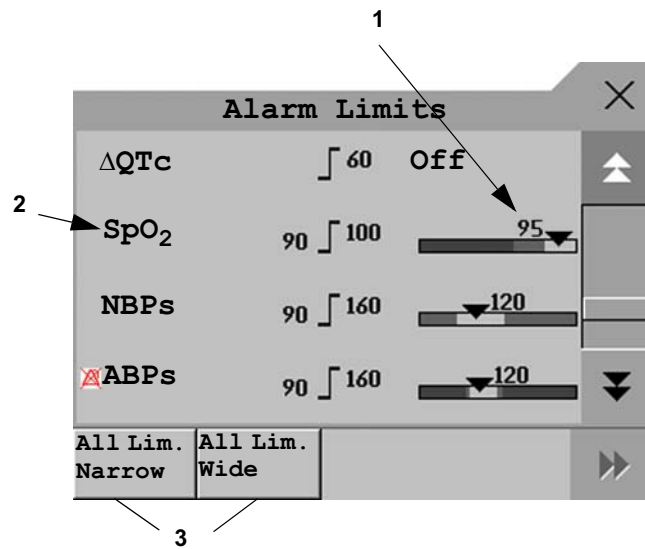 1
Alarm Limits
ΔQTc 60 Off
2
SpO₂ 90 100 95
NBPs 90 160 120
ABPs 90 160 120
All Lim. Narrow
All Lim. Wide
3